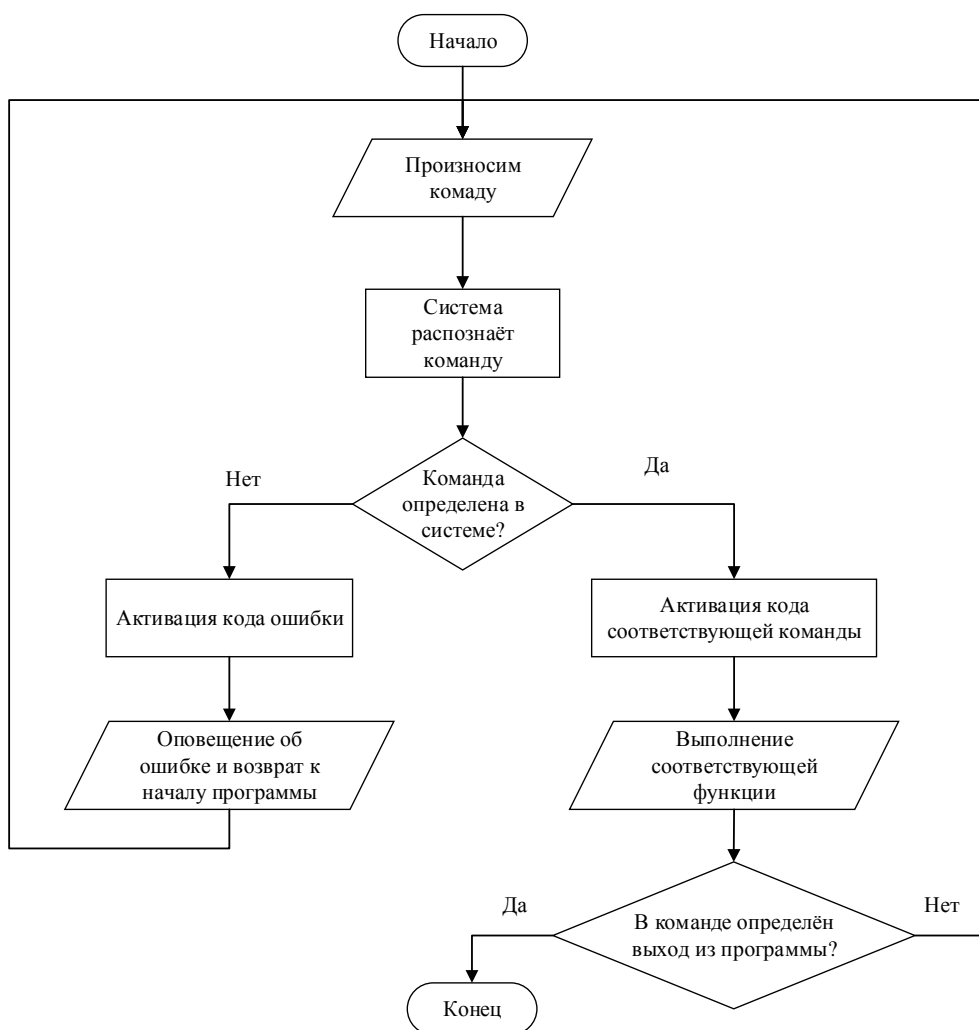 Начало
Произносим
комаду
Система
распознаёт
команду
Нет
Команда
определена в
системе?
Да
Активация кода ошибки
Активация кода
соответствующей команды
Оповещение об
ошибке и возврат к
началу программы
Выполнение
соответствующей
функции
Да
В команде определён
выход из программы?
Нет
Конец